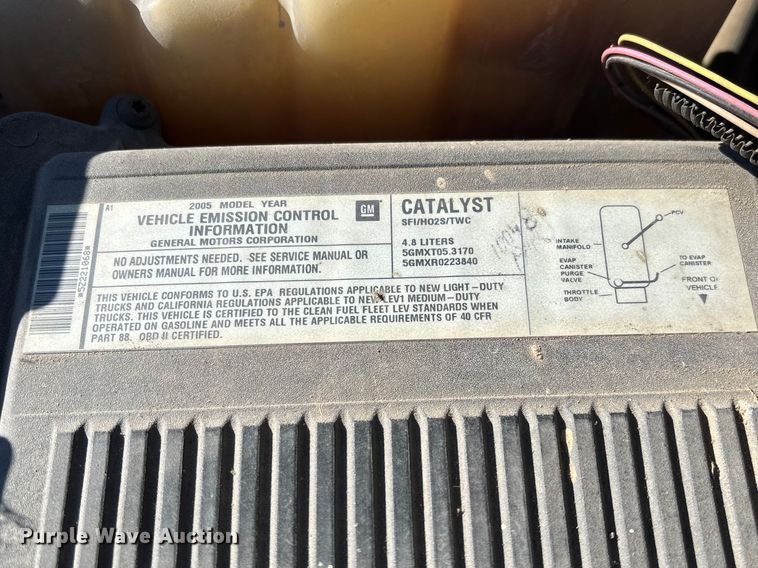 A1
2005 MODEL YEAR
VEHICLE EMISSION CONTROL
INFORMATION
GENERAL MOTORS CORPORATION
GM
NO ADJUSTMENTS NEEDED. SEE SERVICE MANUAL OR
OWNERS MANUAL FOR MORE INFORMATION.
CATALYST
SFI/HO2S/TWC
4.8 LITERS
5GMXT05.3170
5GMXR0223840
THIS VEHICLE CONFORMS TO U.S. EPA REGULATIONS APPLICABLE TO NEW LIGHT-DUTY
TRUCKS AND CALIFORNIA REGULATIONS APPLICABLE TO NEW LEV1 MEDIUM-DUTY
TRUCKS. THIS VEHICLE IS CERTIFIED TO THE CLEAN FUEL FLEET LEV STANDARDS WHEN
OPERATED ON GASOLINE AND MEETS ALL THE APPLICABLE REQUIREMENTS OF 40 CFR
PART 88. OBD II CERTIFIED.
PCV
INTAKE
MANIFOLD
EVAP
CANISTER
PURGE
VALVE
THROTTLE
BODY
TO EVAP
CANISTER
FRONT OF
VEHICLE
Purple Wave Auction